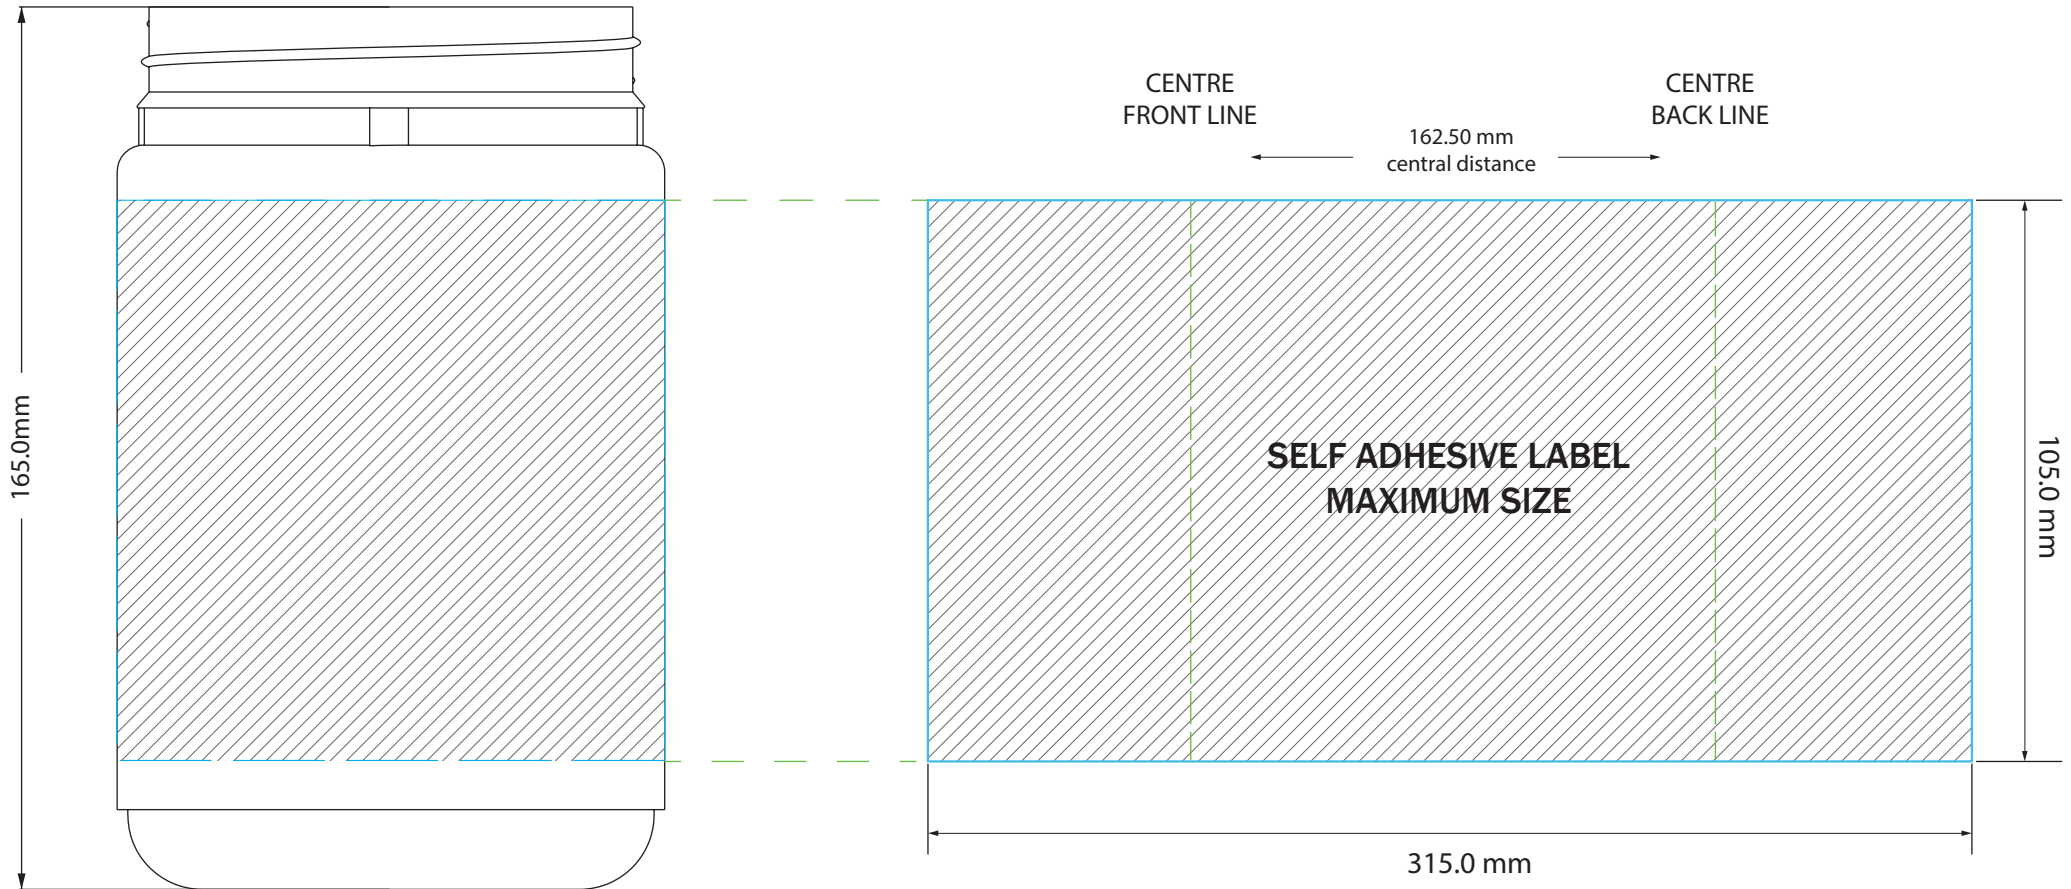 165.0mm
CENTRE
FRONT LINE
162.50 mm
central distance
CENTRE
BACK LINE
SELF ADHESIVE LABEL
MAXIMUM SIZE
105.0 mm
315.0 mm